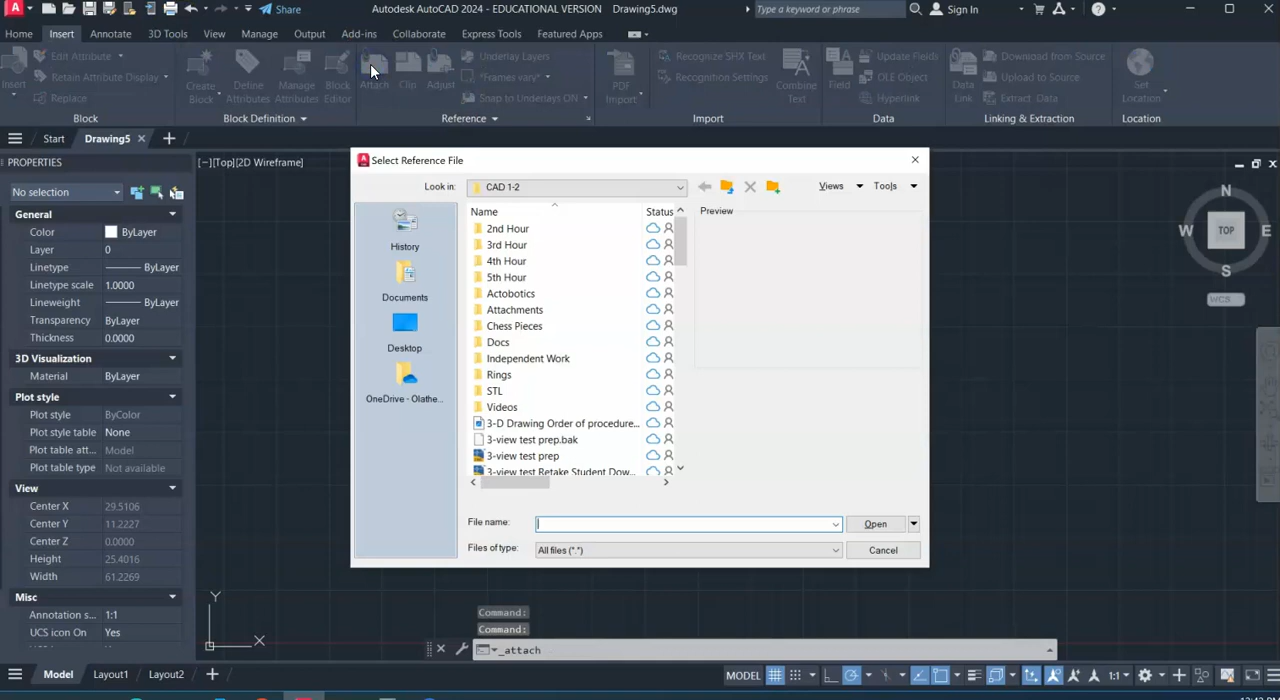 A Share Autodesk AutoCAD 2024 - EDUCATIONAL VERSION Drawing5.dwg Type a keyword or phrase Sign In
Home Insert Annotate 3D Tools View Manage Output Add-ins Collaborate Express Tools Featured Apps
Edit Attribute Underlay Layers Recognize SHX Text Update Fields Download from Source
Retain Attribute Display *Frames vary* Recognition Settings OLE Object Upload to Source
Replace Snap to Underlays ON Hyperlink Extract Data
Insert Create Block Define Attributes Manage Attributes Block Editor Attach Clip Adjust PDF Import Combine Text Field Data Link Set Location
Block Block Definition Reference Import Data Linking & Extraction Location
Start Drawing5
PROPERTIES
[−][Top][2D Wireframe]
No selection
General
Color ByLayer
Layer 0
Linetype ByLayer
Linetype scale 1.0000
Lineweight ByLayer
Transparency ByLayer
Thickness 0.0000
3D Visualization
Material ByLayer
Plot style
Plot style ByColor
Plot style table None
Plot table att... Model
Plot table type Not available
View
Center X 29.5106
Center Y 11.2227
Center Z 0.0000
Height 25.4016
Width 61.2269
Misc
Annotation s... 1:1
UCS icon On Yes
Select Reference File
Look in: CAD 1-2 Views Tools
History
Documents
Desktop
OneDrive - Olathe...
Name Status
2nd Hour
3rd Hour
4th Hour
5th Hour
Actobotics
Attachments
Chess Pieces
Docs
Independent Work
Rings
STL
Videos
3-D Drawing Order of procedure...
3-view test prep.bak
3-view test prep
3-view test Retake Student Dow...
Preview
File name: Open
Files of type: All files (*.*) Cancel
N
W TOP E
S
WCS
Y
X
Command:
Command:
_attach
Model Layout1 Layout2 MODEL 1:1